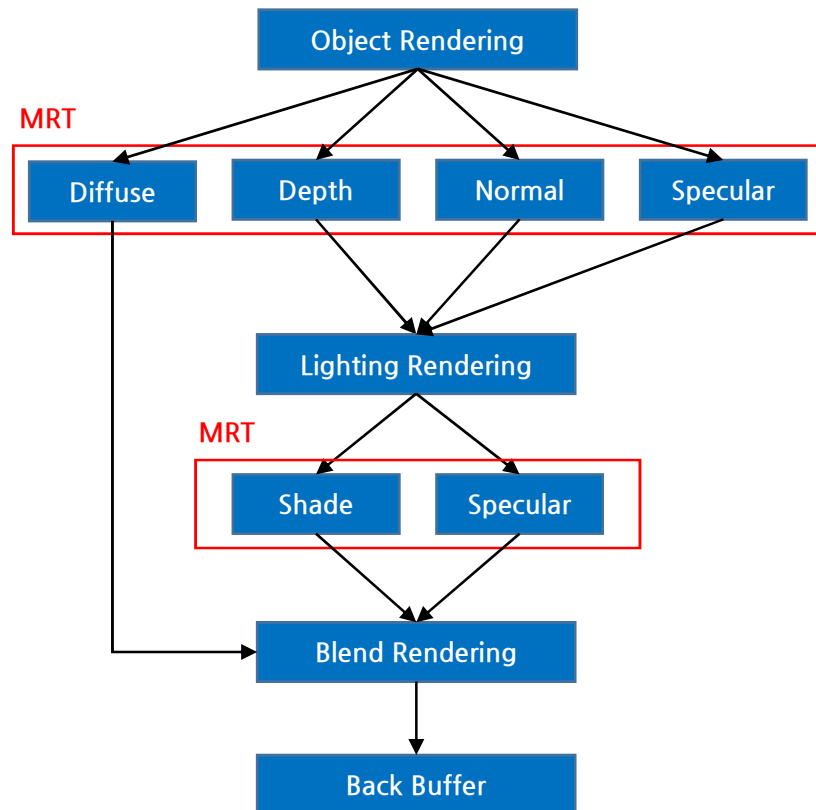 Object Rendering
MRT
Diffuse
Depth
Normal
Specular
Lighting Rendering
MRT
Shade
Specular
Blend Rendering
Back Buffer